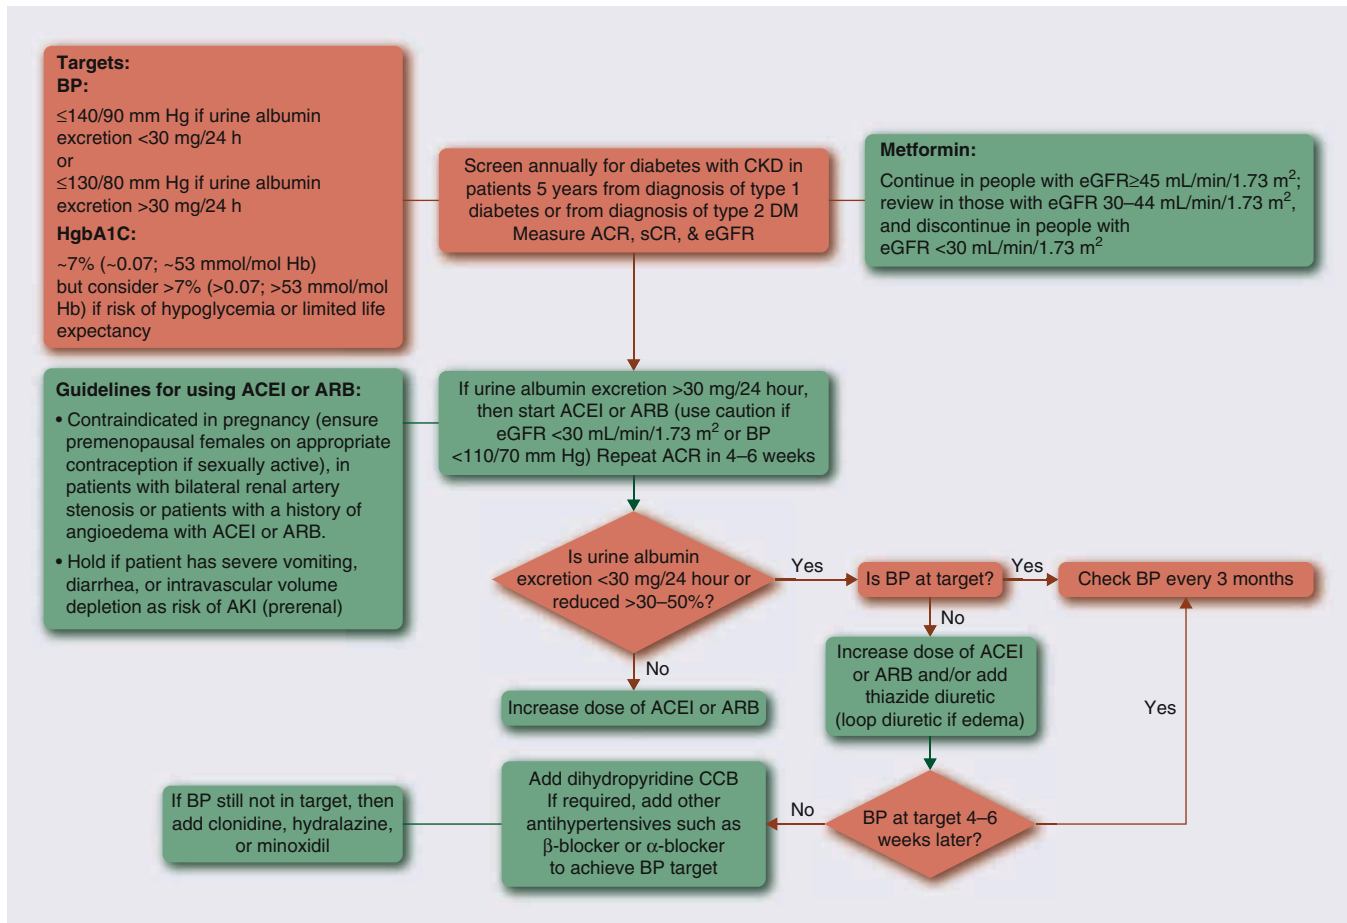 Targets:
BP:
≤140/90 mm Hg if urine albumin
excretion <30 mg/24 h
or
≤130/80 mm Hg if urine albumin
excretion >30 mg/24 h
HgbA1C:
~7% (~0.07; ~53 mmol/mol Hb)
but consider >7% (>0.07; >53 mmol/mol
Hb) if risk of hypoglycemia or limited life
expectancy
Screen annually for diabetes with CKD in
patients 5 years from diagnosis of type 1
diabetes or from diagnosis of type 2 DM
Measure ACR, sCR, & eGFR
Metformin:
Continue in people with eGFR≥45 mL/min/1.73 m²;
review in those with eGFR 30–44 mL/min/1.73 m²,
and discontinue in people with
eGFR <30 mL/min/1.73 m²
Guidelines for using ACEI or ARB:
• Contraindicated in pregnancy (ensure
premenopausal females on appropriate
contraception if sexually active), in
patients with bilateral renal artery
stenosis or patients with a history of
angioedema with ACEI or ARB.
• Hold if patient has severe vomiting,
diarrhea, or intravascular volume
depletion as risk of AKI (prerenal)
If urine albumin excretion >30 mg/24 hour,
then start ACEI or ARB (use caution if
eGFR <30 mL/min/1.73 m² or BP
<110/70 mm Hg) Repeat ACR in 4–6 weeks
Is urine albumin
excretion <30 mg/24 hour or
reduced >30–50%?
Yes
Is BP at target?
Yes
Check BP every 3 months
No
Increase dose of ACEI or ARB
No
Increase dose of ACEI
or ARB and/or add
thiazide diuretic
(loop diuretic if edema)
Yes
BP at target 4–6
weeks later?
No
Add dihydropyridine CCB
If required, add other
antihypertensives such as
β-blocker or α-blocker
to achieve BP target
If BP still not in target, then
add clonidine, hydralazine,
or minoxidil